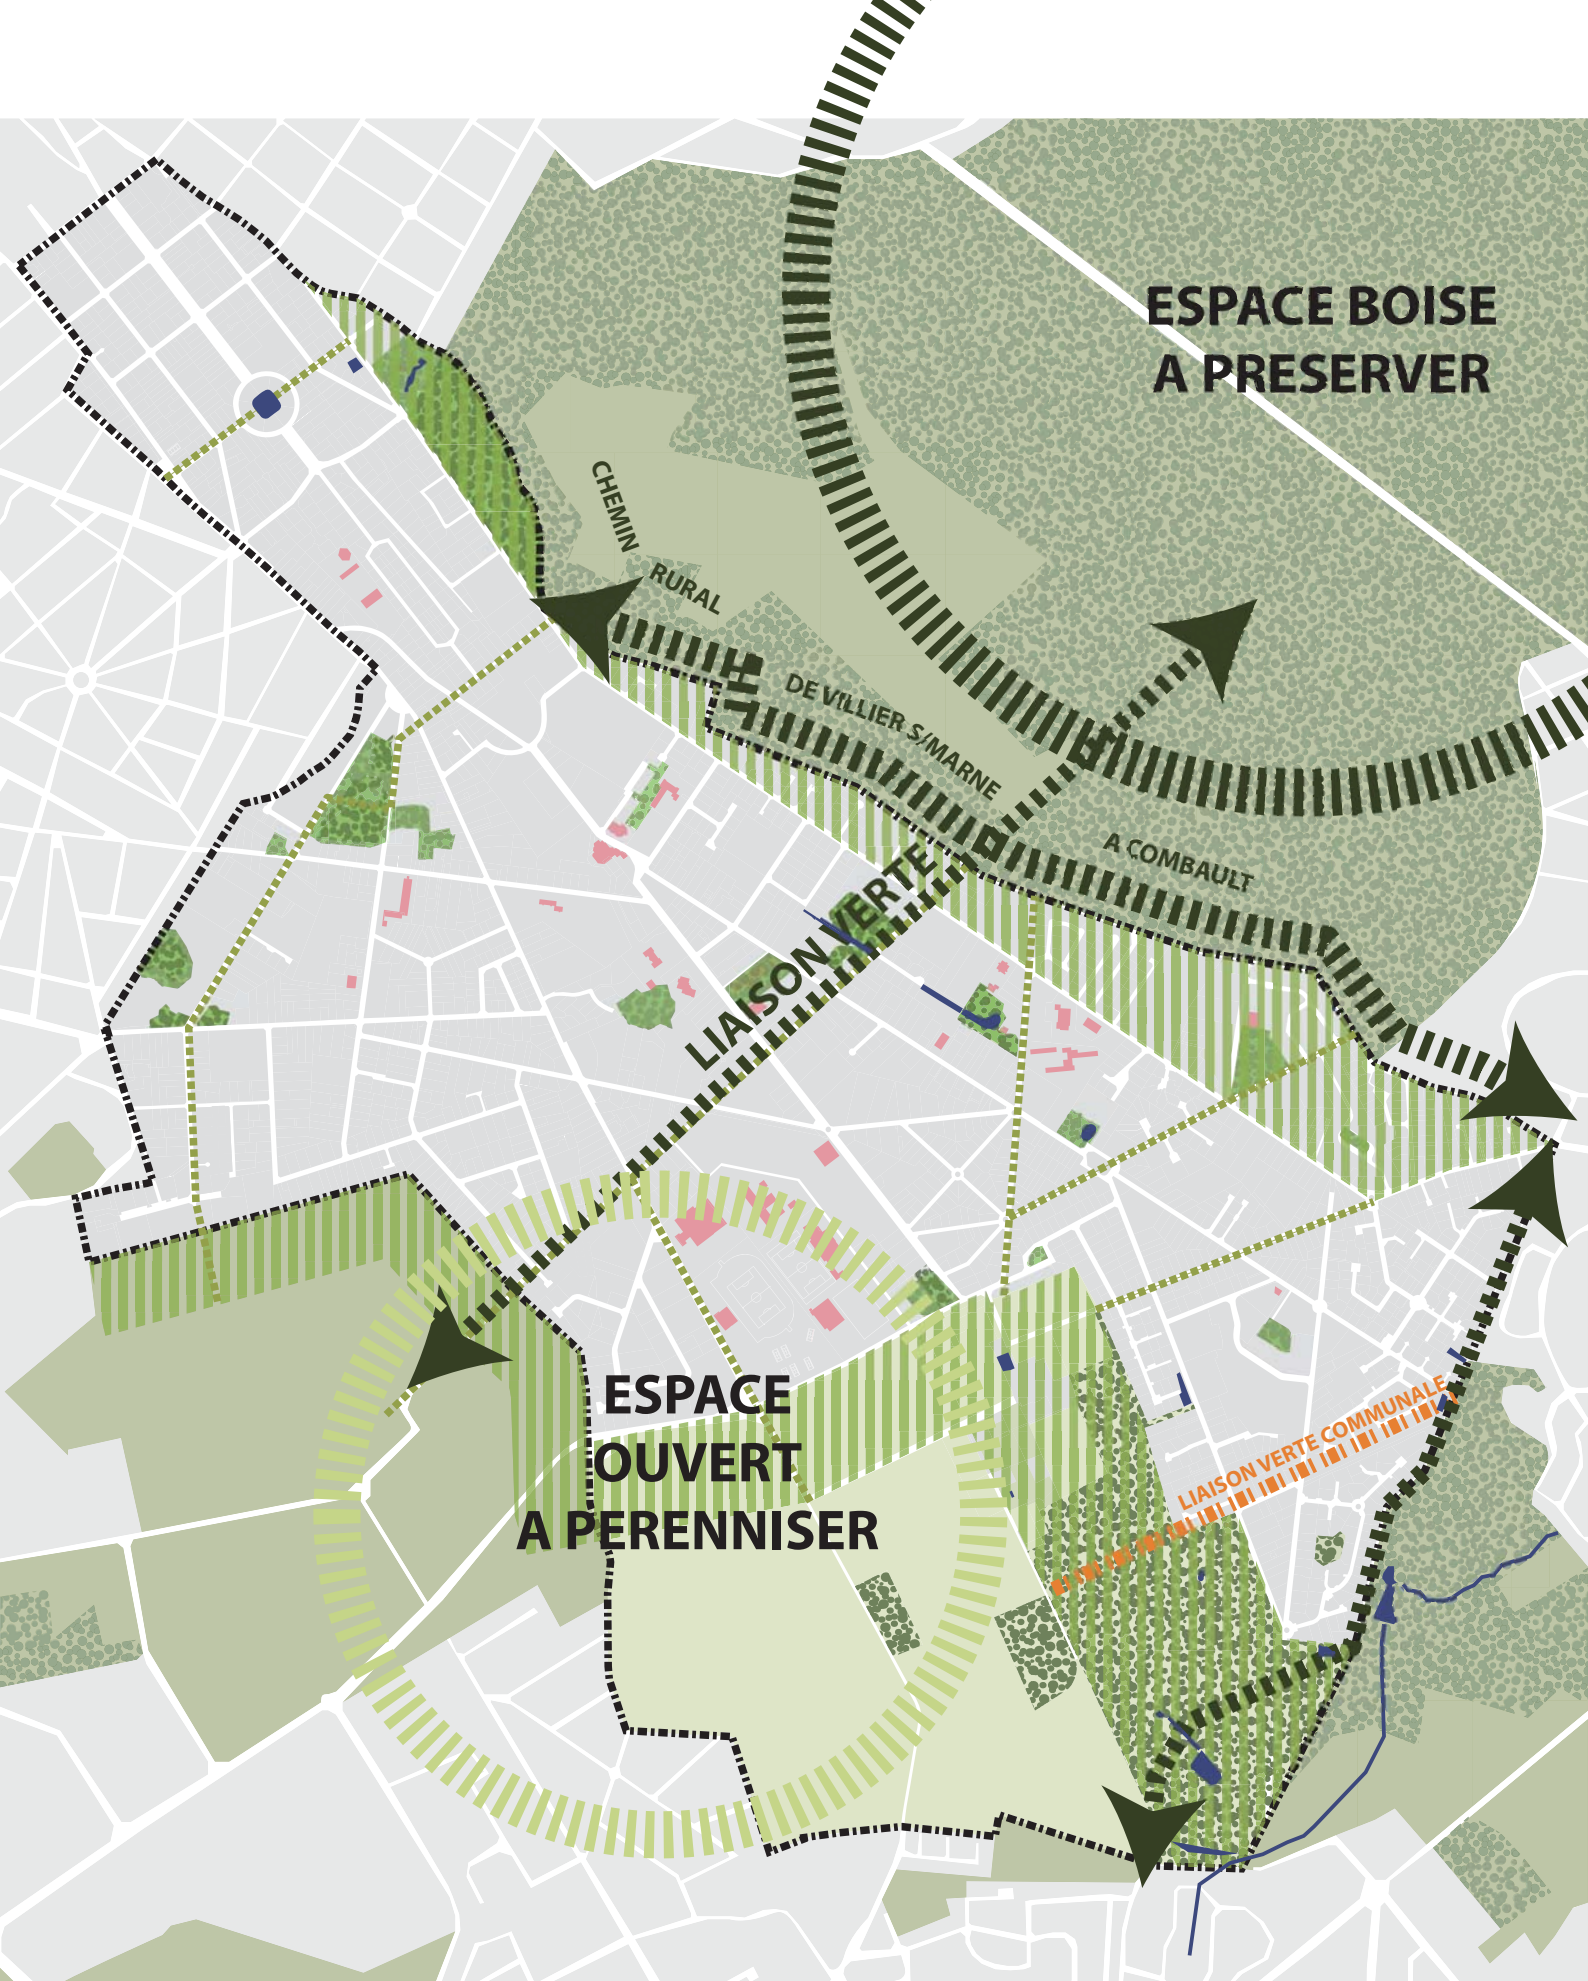 ESPACE BOISE
A PRESERVER
CHEMIN
RURAL
DE VILLIER S/MARNE
A COMBAULT
LIAISON VERTE
LIAISON VERTE COMMUNALE
ESPACE
OUVERT
A PERENNISER